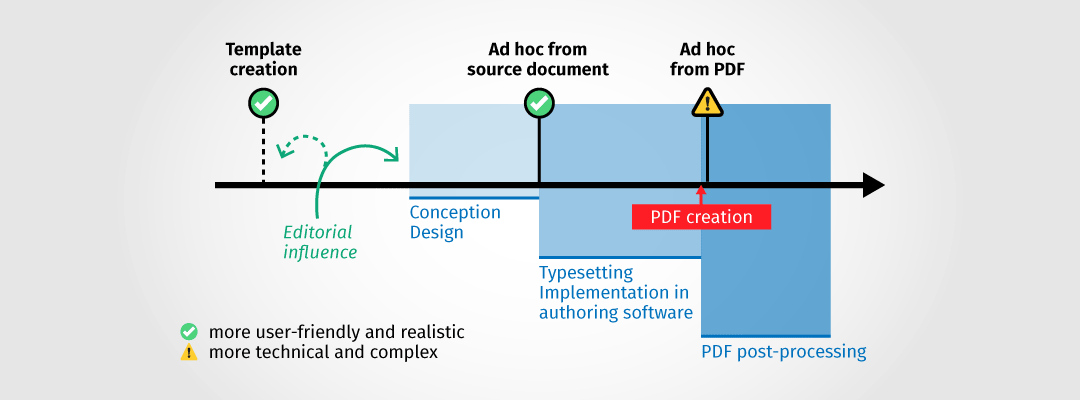 Template
creation
Ad hoc from
source document
Ad hoc
from PDF
Editorial
influence
Conception
Design
PDF creation
Typesetting
Implementation in
authoring software
PDF post-processing
more user-friendly and realistic
more technical and complex